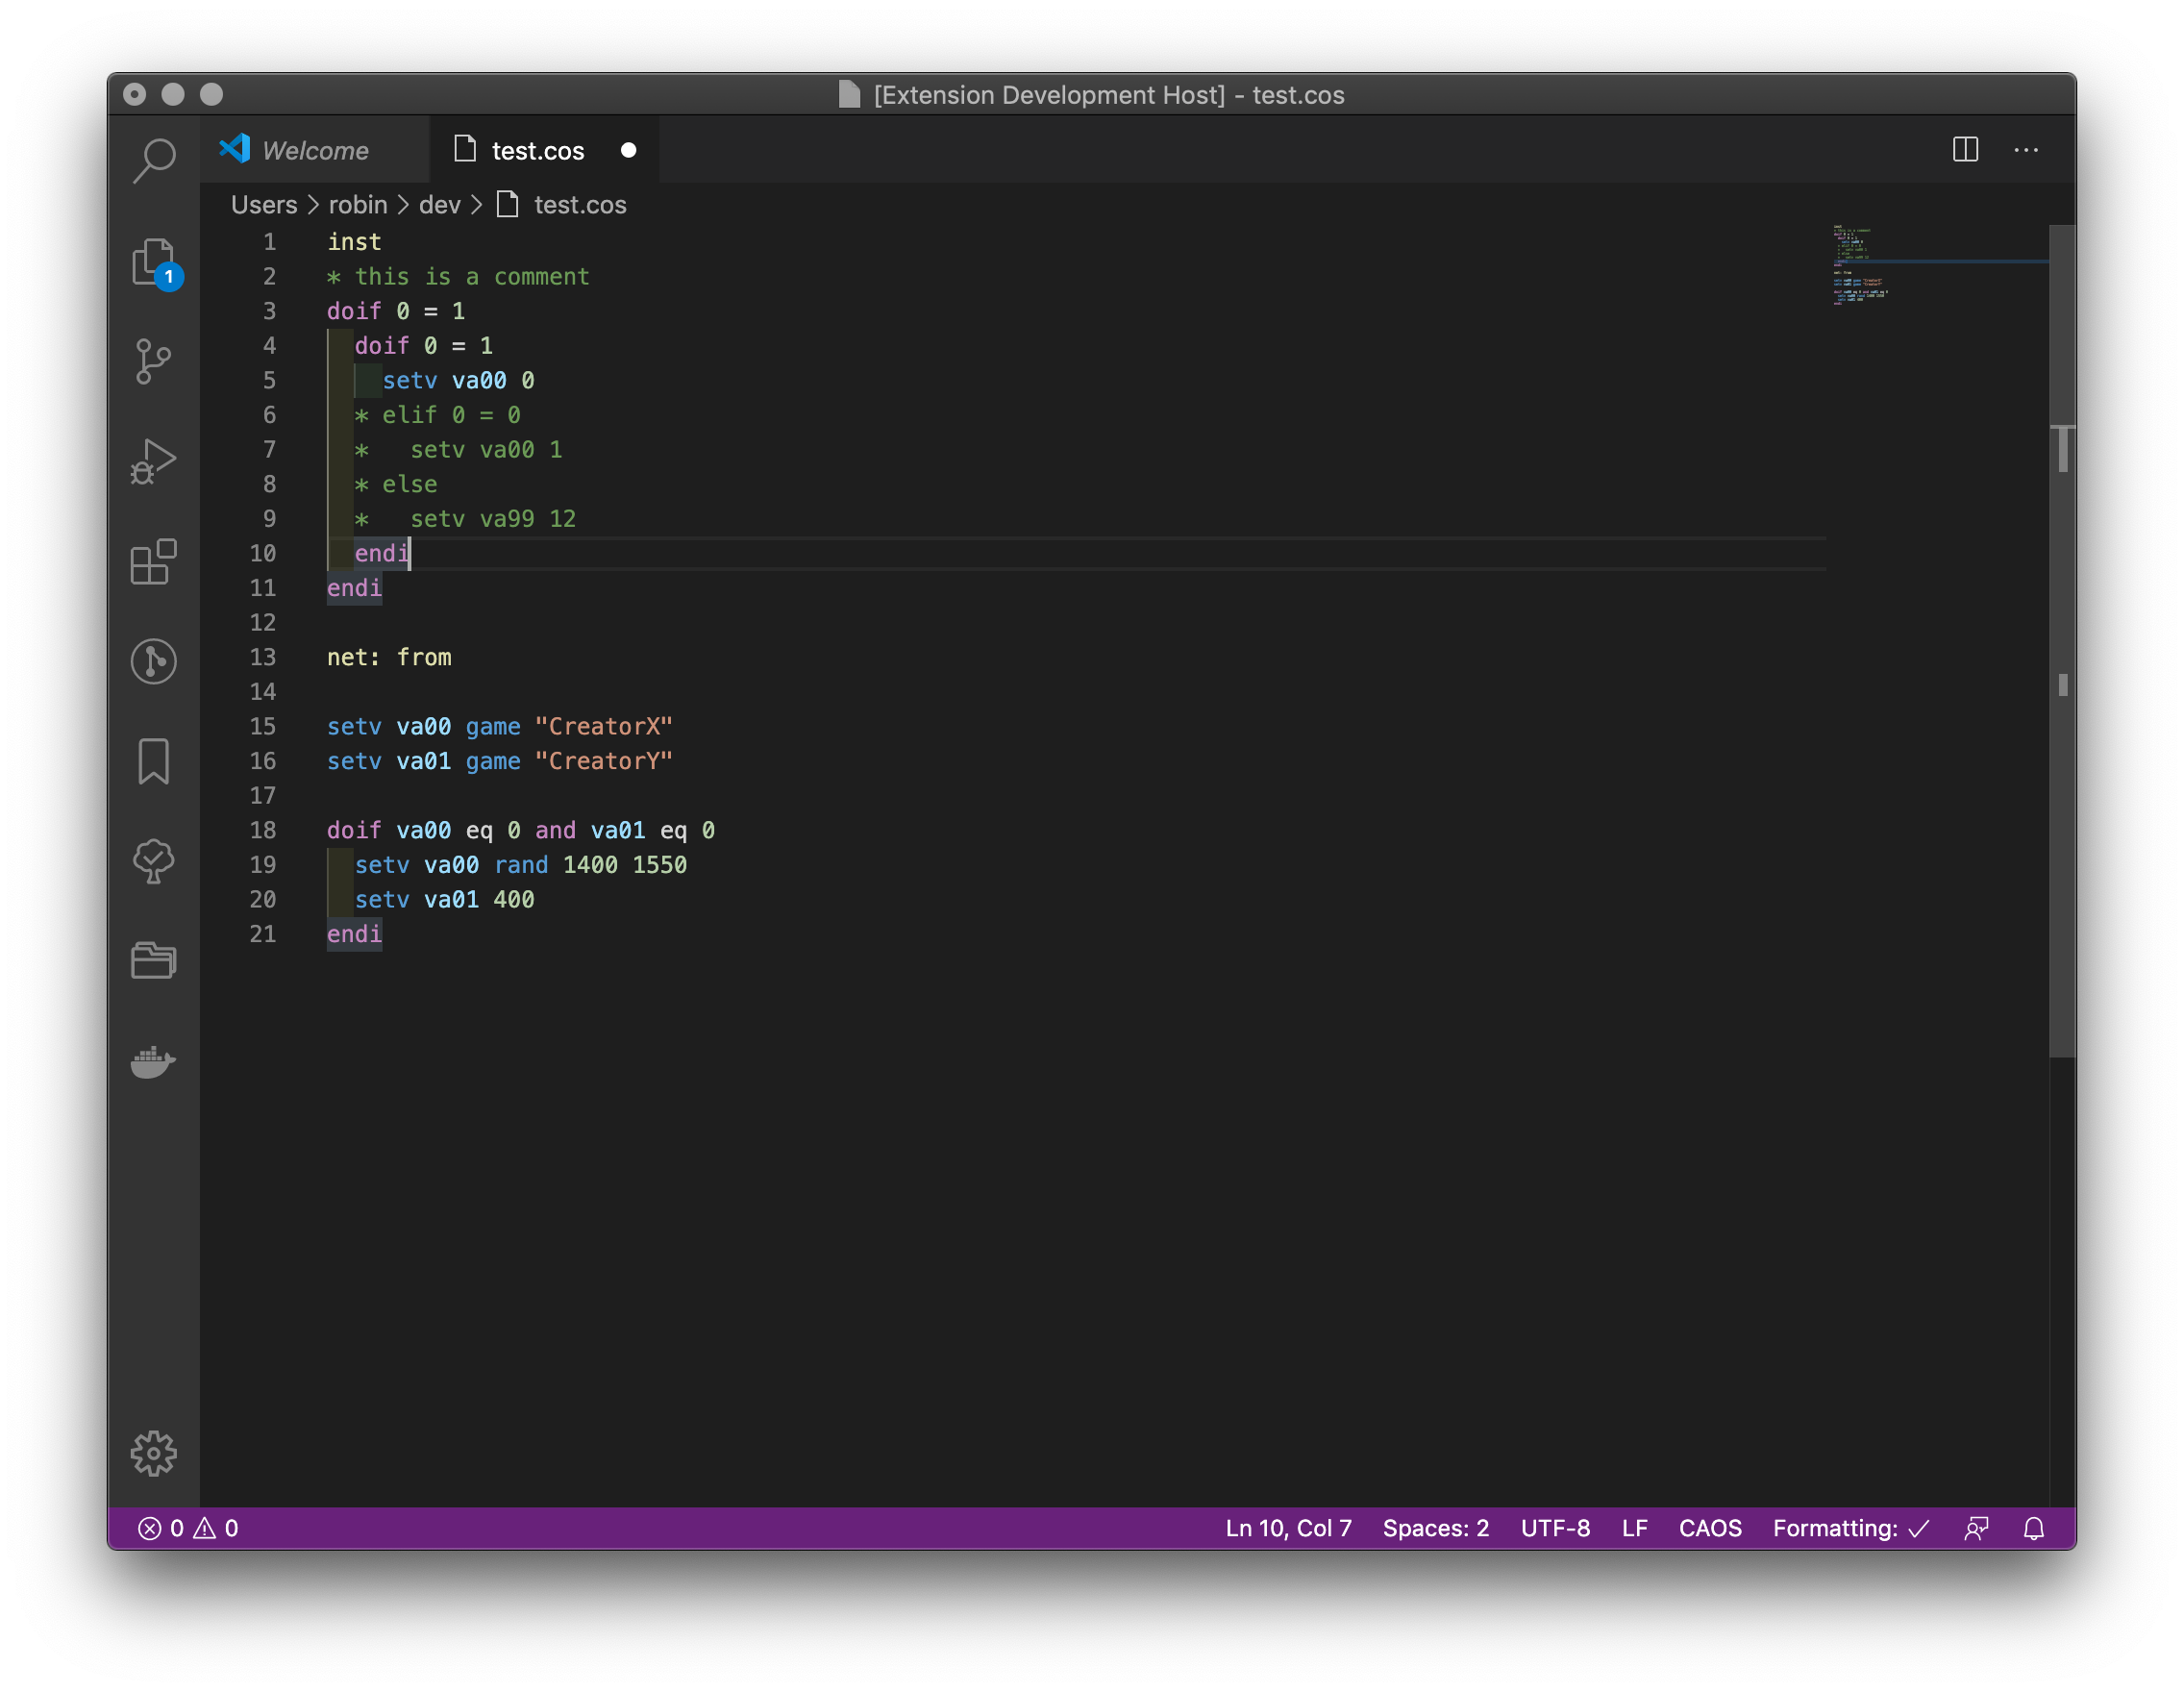 [Extension Development Host] - test.cos
Welcome
test.cos
Users > robin > dev > test.cos
1 inst
2 * this is a comment
3 doif 0 = 1
4   doif 0 = 1
5     setv va00 0
6   * elif 0 = 0
7   *   setv va00 1
8   * else
9   *   setv va99 12
10   endi
11 endi
12
13 net: from
14
15 setv va00 game "CreatorX"
16 setv va01 game "CreatorY"
17
18 doif va00 eq 0 and va01 eq 0
19   setv va00 rand 1400 1550
20   setv va01 400
21 endi
1
0 0 Ln 10, Col 7 Spaces: 2 UTF-8 LF CAOS Formatting: ✓